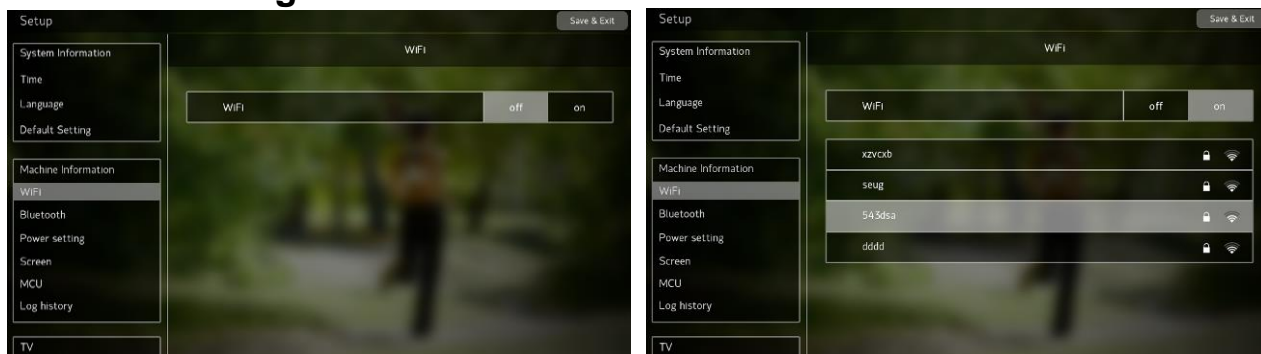 Setup
Save & Exit
System Information
Time
Language
Default Setting
Machine Information
WiFi
Bluetooth
Power setting
Screen
MCU
Log history
TV
WiFi
WiFi off on
Setup
Save & Exit
System Information
Time
Language
Default Setting
Machine Information
WiFi
Bluetooth
Power setting
Screen
MCU
Log history
TV
WiFi
WiFi off on
xzvcxb
seug
543dsa
dddd